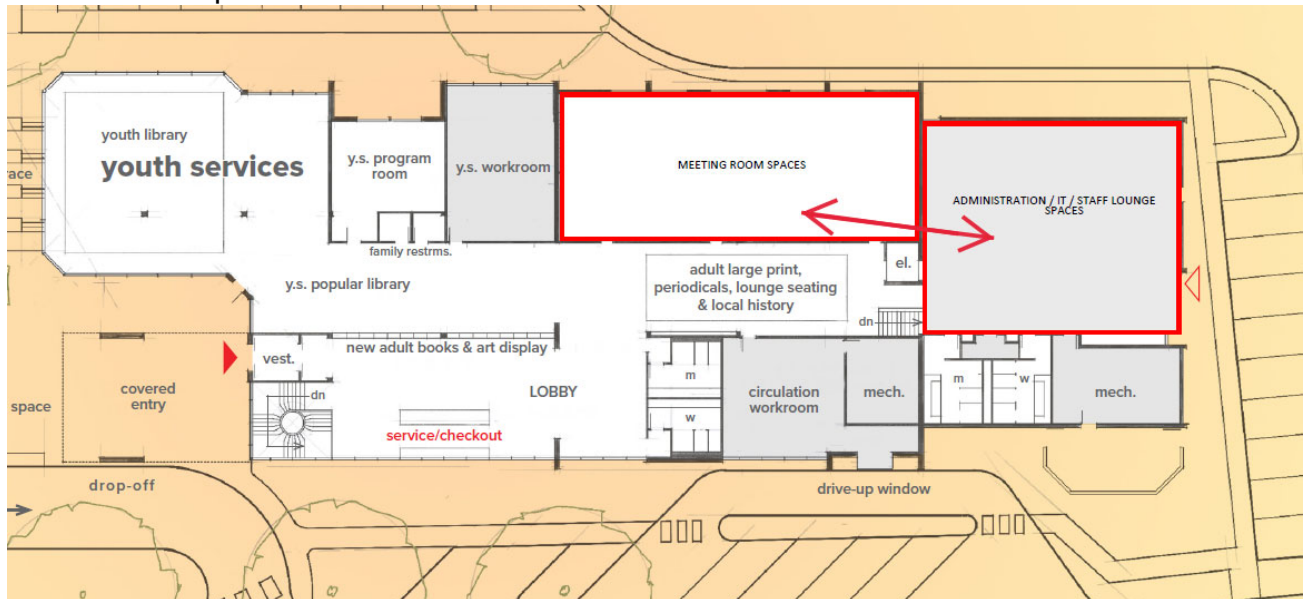 youth library
youth services
race
y.s. program
room
y.s. workroom
MEETING ROOM SPACES
ADMINISTRATION / IT / STAFF LOUNGE
SPACES
family restrms.
y.s. popular library
adult large print,
periodicals, lounge seating
& local history
el.
dn
vest.
new adult books & art display
covered
entry
space
dn
LOBBY
service/checkout
m
w
circulation
workroom
mech.
m
w
mech.
drop-off
drive-up window